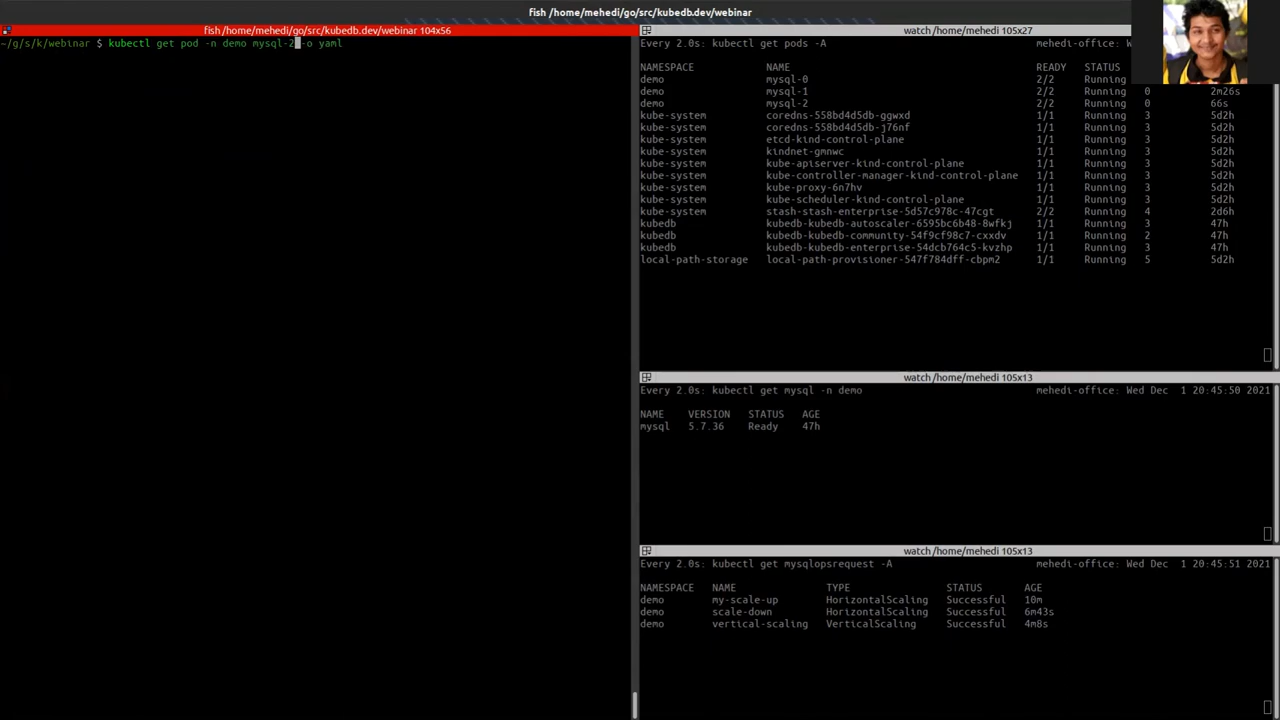 fish /home/mehedi/go/src/kubedb.dev/webinar
fish /home/mehedi/go/src/kubedb.dev/webinar 104x56
~/g/s/k/webinar $ kubectl get pod -n demo mysql-2 -o yaml
watch /home/mehedi 105x27
Every 2.0s: kubectl get pods -A mehedi-office: W
NAMESPACE NAME READY STATUS
demo mysql-0 2/2 Running
demo mysql-1 2/2 Running 0 2m26s
demo mysql-2 2/2 Running 0 66s
kube-system coredns-558bd4d5db-ggwxd 1/1 Running 3 5d2h
kube-system coredns-558bd4d5db-j76nf 1/1 Running 3 5d2h
kube-system etcd-kind-control-plane 1/1 Running 3 5d2h
kube-system kindnet-gmnwc 1/1 Running 3 5d2h
kube-system kube-apiserver-kind-control-plane 1/1 Running 3 5d2h
kube-system kube-controller-manager-kind-control-plane 1/1 Running 3 5d2h
kube-system kube-proxy-6n7hv 1/1 Running 3 5d2h
kube-system kube-scheduler-kind-control-plane 1/1 Running 3 5d2h
kube-system stash-stash-enterprise-5d57c978c-47cgt 2/2 Running 4 2d6h
kubedb kubedb-kubedb-autoscaler-6595bc6b48-8wfkj 1/1 Running 3 47h
kubedb kubedb-kubedb-community-54f9cf98c7-cxxdv 1/1 Running 2 47h
kubedb kubedb-kubedb-enterprise-54dcb764c5-kvzhp 1/1 Running 3 47h
local-path-storage local-path-provisioner-547f784dff-cbpm2 1/1 Running 5 5d2h
watch /home/mehedi 105x13
Every 2.0s: kubectl get mysql -n demo mehedi-office: Wed Dec 1 20:45:50 2021
NAME VERSION STATUS AGE
mysql 5.7.36 Ready 47h
watch /home/mehedi 105x13
Every 2.0s: kubectl get mysqlopsrequest -A mehedi-office: Wed Dec 1 20:45:51 2021
NAMESPACE NAME TYPE STATUS AGE
demo my-scale-up HorizontalScaling Successful 10m
demo scale-down HorizontalScaling Successful 6m43s
demo vertical-scaling VerticalScaling Successful 4m8s